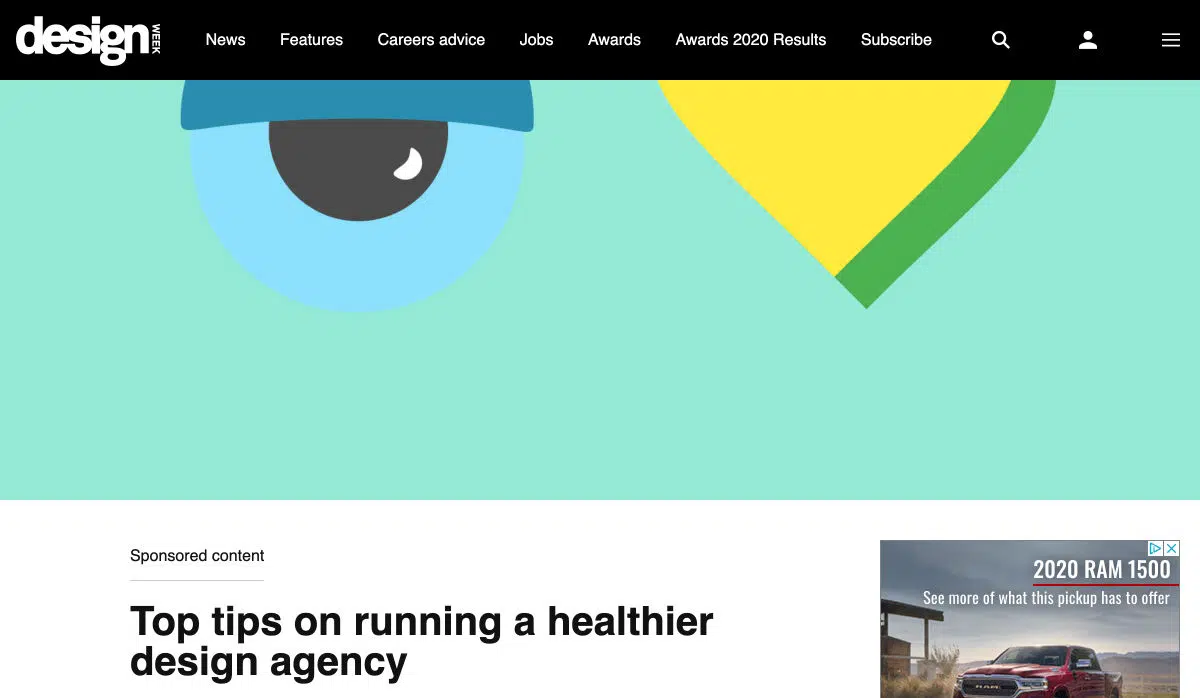 design WEEK
News Features Careers advice Jobs Awards Awards 2020 Results Subscribe
Sponsored content
Top tips on running a healthier
design agency
2020 RAM 1500
See more of what this pickup has to offer
RAM